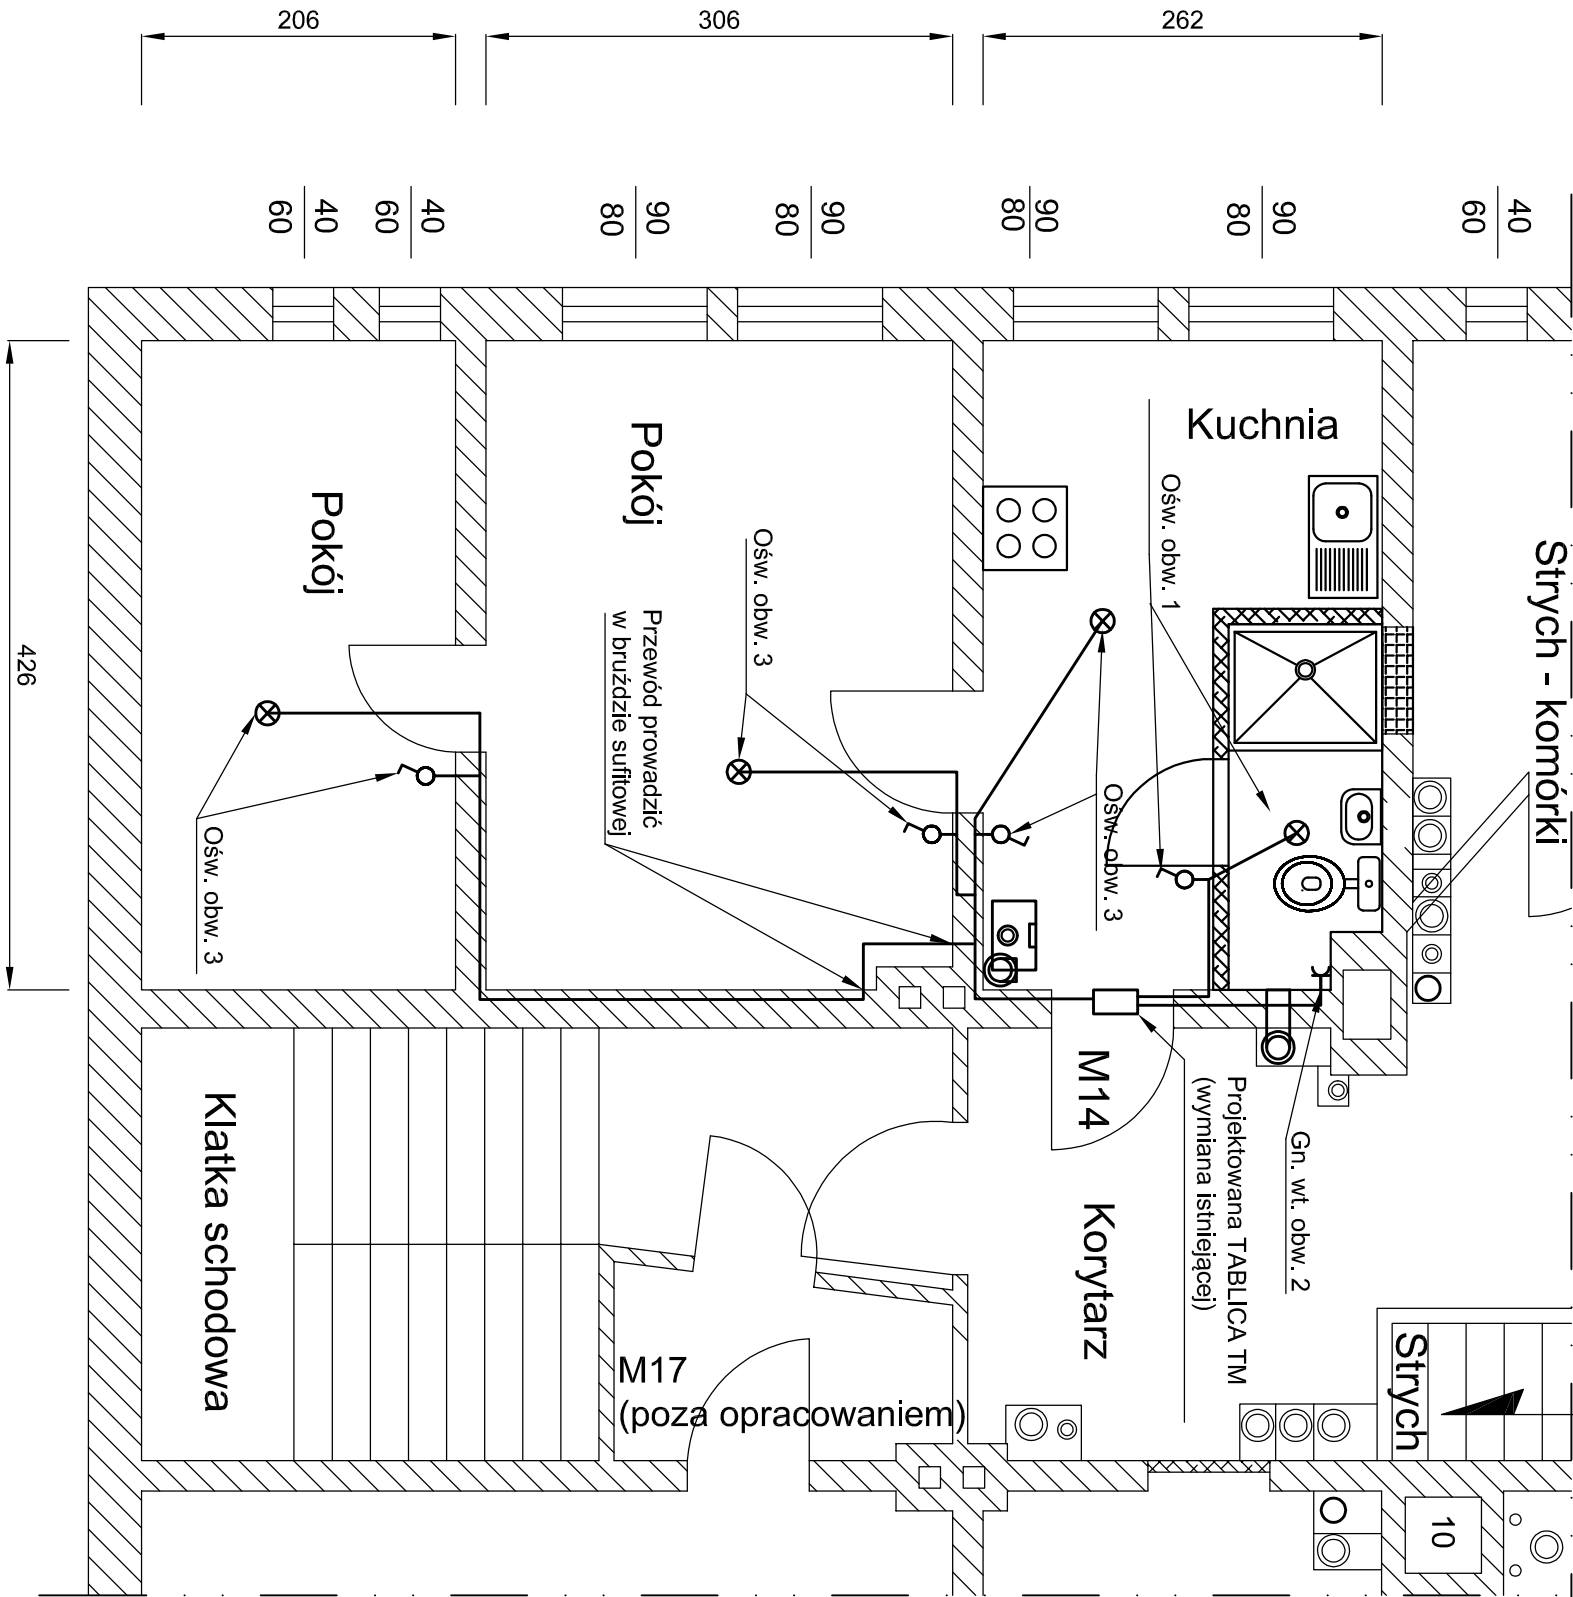 206
306
262
40
60
40
60
90
80
90
80
90
80
90
80
40
60
426
Kuchnia
Pokój
Pokój
Ośw. obw. 1
Ośw. obw. 3
Przewód prowadzić
w bruździe sufitowej
Ośw. obw. 3
Ośw. obw. 3
Strych - komórki
M14
Projektowana TABLICA TM
(wymiana istniejącej)
Gn. wt. obw. 2
Klatka schodowa
Korytarz
Strych
M17
(poza opracowaniem)
10